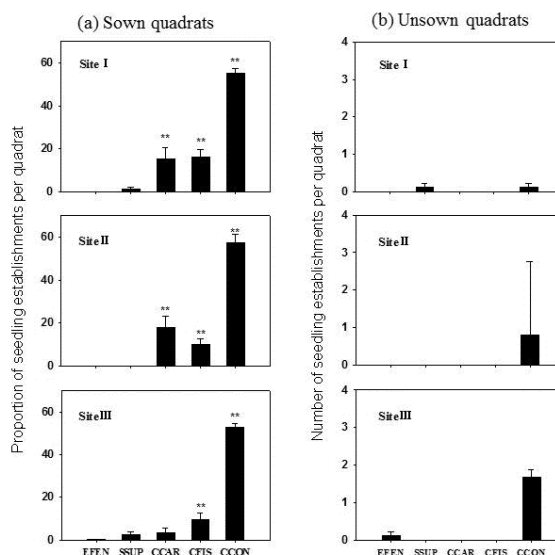 (a) Sown quadrats
(b) Unsown quadrats
Proportion of seedling establishments per quadrat
Site I
60
40
20
0
**
**
**
Site II
60
40
20
0
**
**
**
Site III
60
40
20
0
**
**
EFEN SSUP CCAR CFIS CCON
Number of seedling establishments per quadrat
Site I
4
3
2
1
0
Site II
4
3
2
1
0
Site III
4
3
2
1
0
EFEN SSUP CCAR CFIS CCON